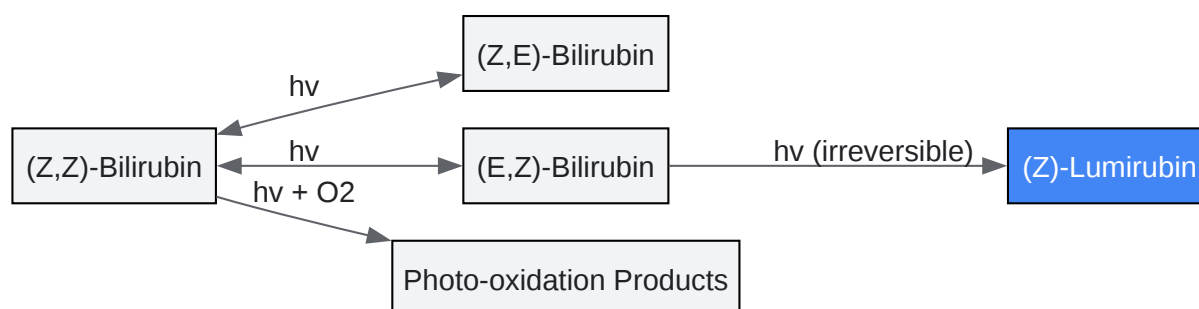 (Z,E)-Bilirubin
hv
(Z,Z)-Bilirubin
hv
(E,Z)-Bilirubin
hv (irreversible)
(Z)-Lumirubin
hv + O2
Photo-oxidation Products